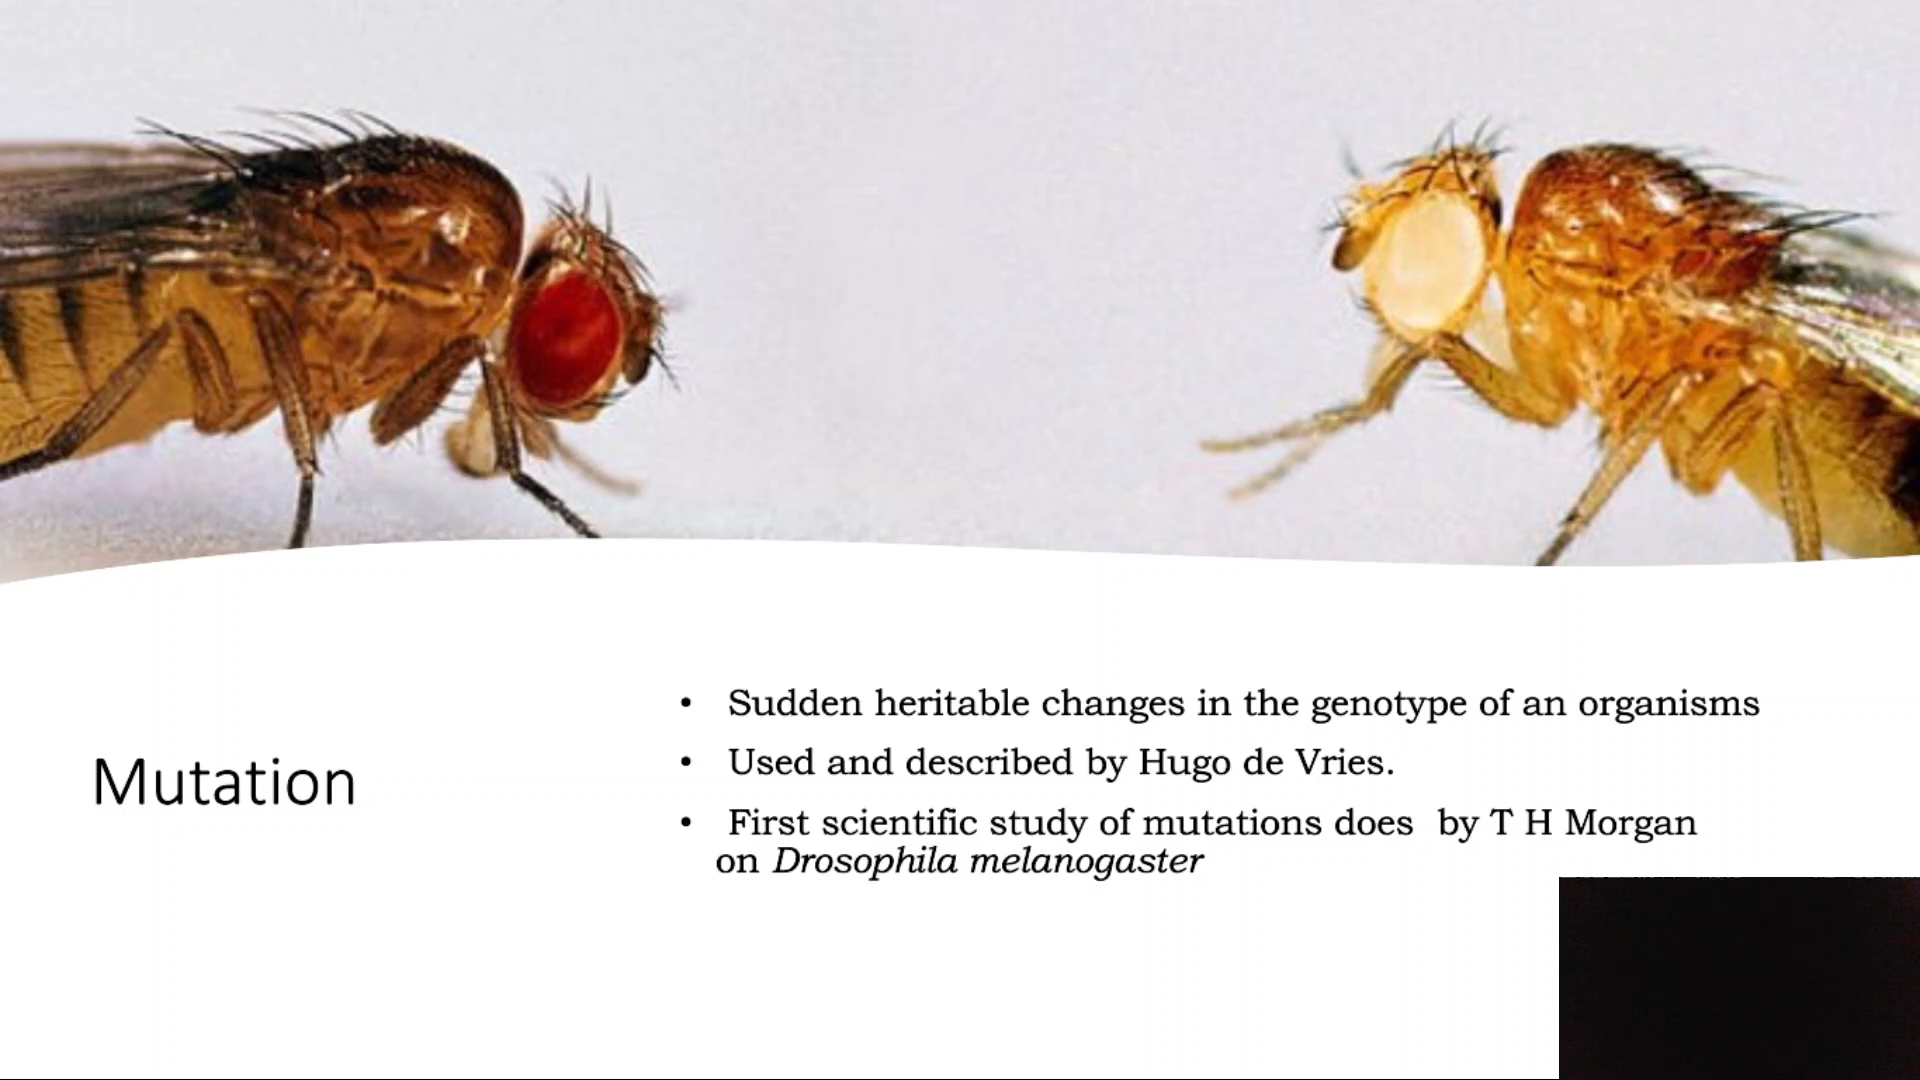 Mutation
• Sudden heritable changes in the genotype of an organisms
• Used and described by Hugo de Vries.
• First scientific study of mutations does  by T H Morgan
on Drosophila melanogaster